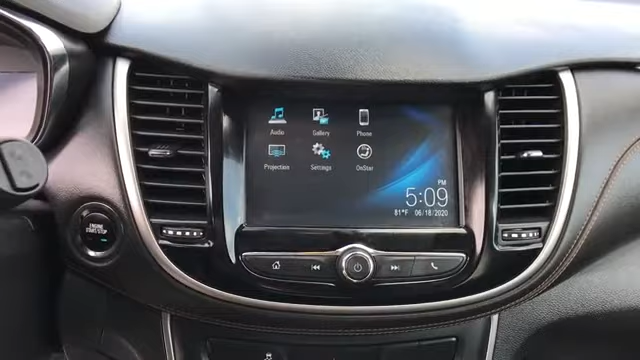 Audio
Gallery
Phone
Projection
Settings
OnStar
PM
5:09
81°F 06/18/2020
ENGINE
START/STOP